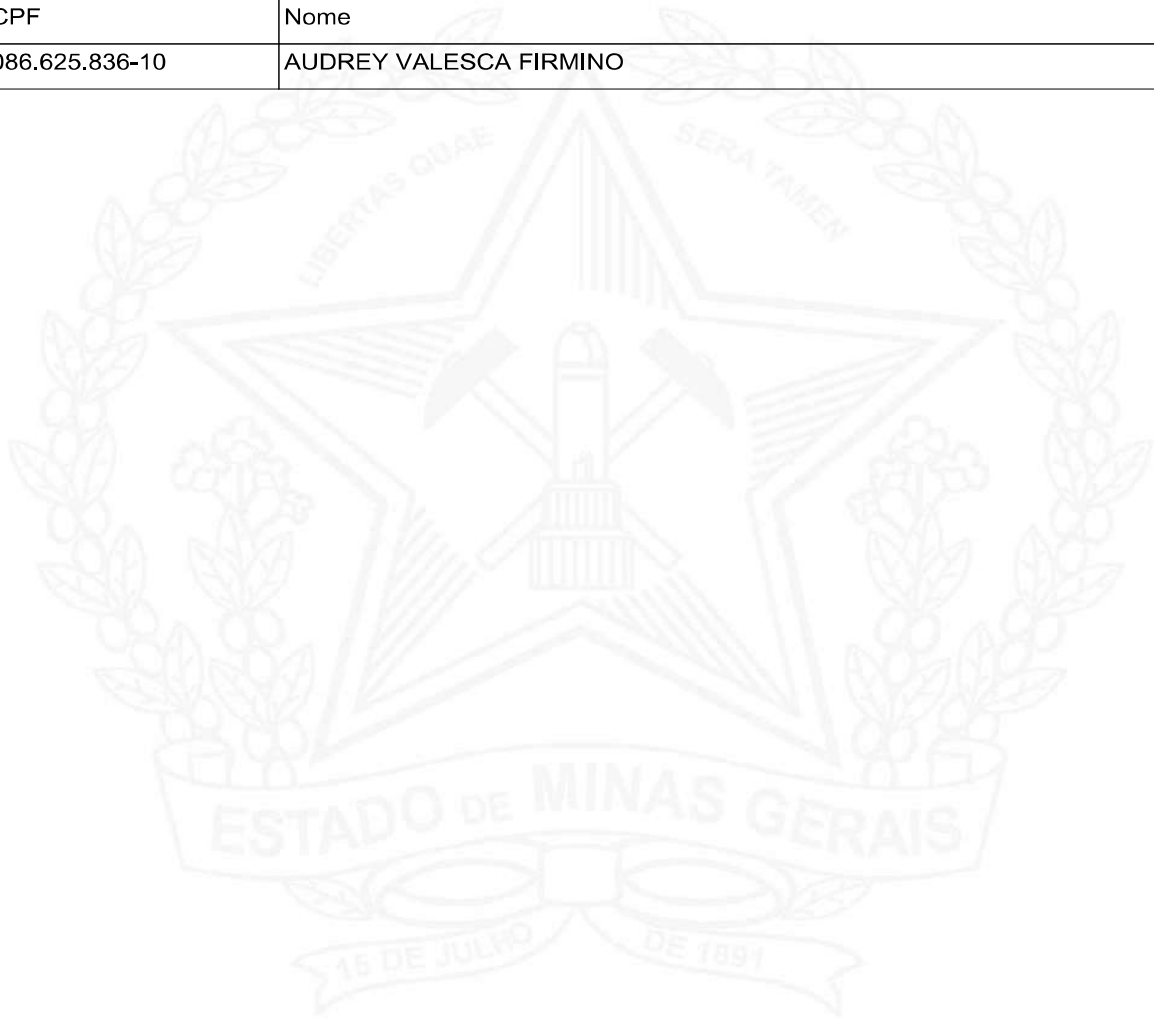 CPF Nome
086.625.836-10 AUDREY VALESCA FIRMINO
LIBERTAS QUAE SERA TAMEN
ESTADO DE MINAS GERAIS
15 DE JULHO DE 1891